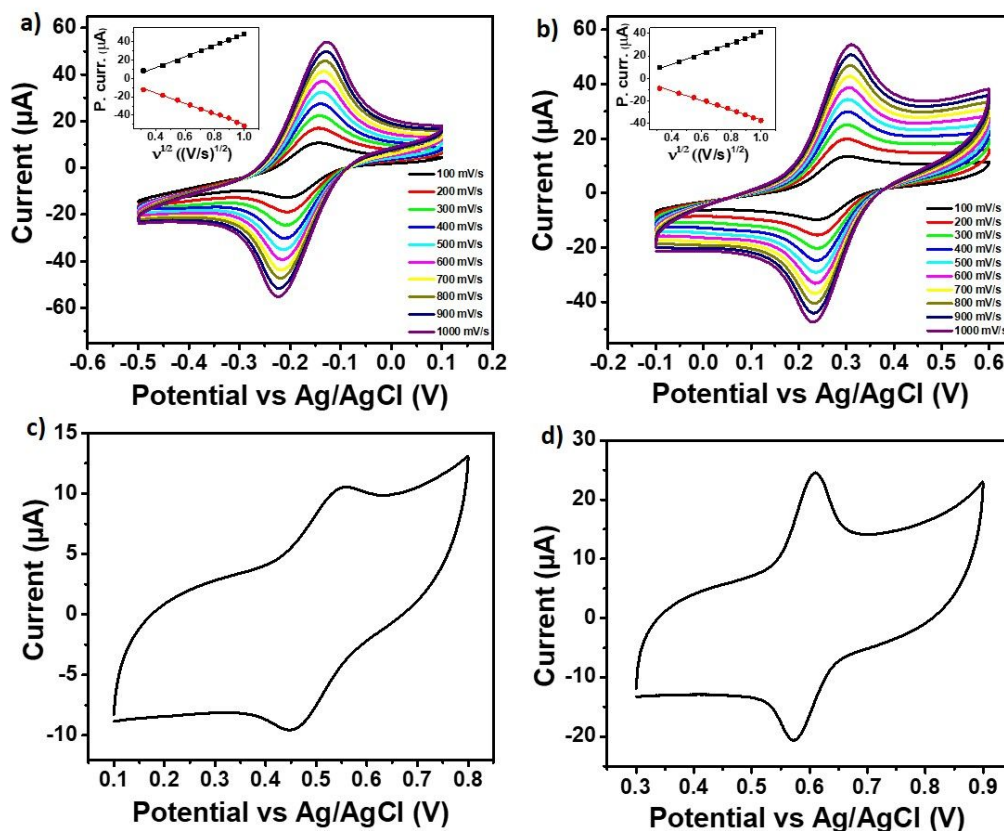 a)
P. curr. (µA)
40
20
0
-20
-40
0.4 0.6 0.8 1.0
ν1/2 ((V/s)1/2)
Current (µA)
60
40
20
0
-20
-40
-60
100 mV/s
200 mV/s
300 mV/s
400 mV/s
500 mV/s
600 mV/s
700 mV/s
800 mV/s
900 mV/s
1000 mV/s
-0.5 -0.4 -0.3 -0.2 -0.1 0.0 0.1 0.2
-0.6
Potential vs Ag/AgCl (V)
b)
P. curr. (µA)
40
20
0
-20
-40
0.4 0.6 0.8 1.0
ν1/2 ((V/s)1/2)
Current (µA)
60
40
20
0
-20
-40
100 mV/s
200 mV/s
300 mV/s
400 mV/s
500 mV/s
600 mV/s
700 mV/s
800 mV/s
900 mV/s
1000 mV/s
-0.2 -0.1 0.0 0.1 0.2 0.3 0.4 0.5 0.6
Potential vs Ag/AgCl (V)
c)
Current (µA)
15
10
5
0
-5
-10
0.1 0.2 0.3 0.4 0.5 0.6 0.7 0.8
Potential vs Ag/AgCl (V)
d)
Current (µA)
30
20
10
0
-10
-20
0.3 0.4 0.5 0.6 0.7 0.8 0.9
Potential vs Ag/AgCl (V)